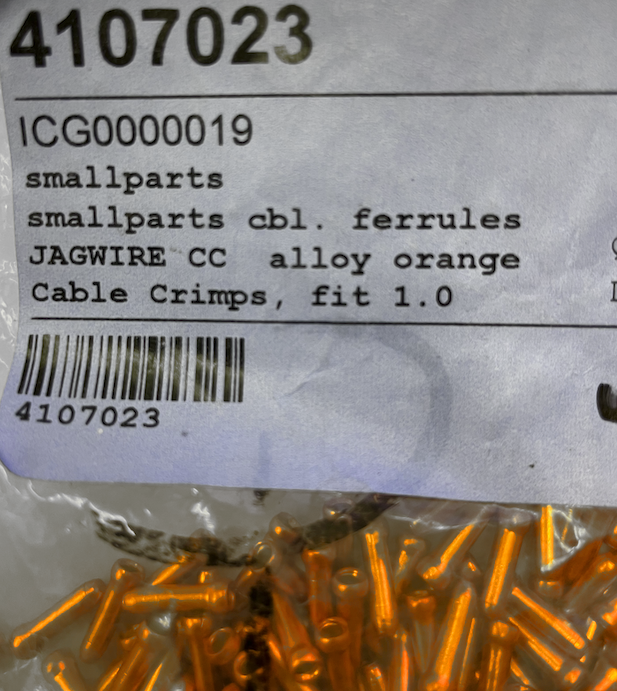 4107023
ICG0000019
smallparts
smallparts cbl. ferrules
JAGWIRE CC alloy orange
Cable Crimps, fit 1.0
4107023